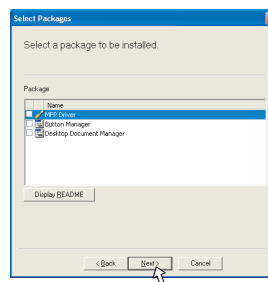 Select Packages
Select a package to be installed.
Package
Name
MFP Driver
Button Manager
Desktop Document Manager
Display README
< Back
Next >
Cancel